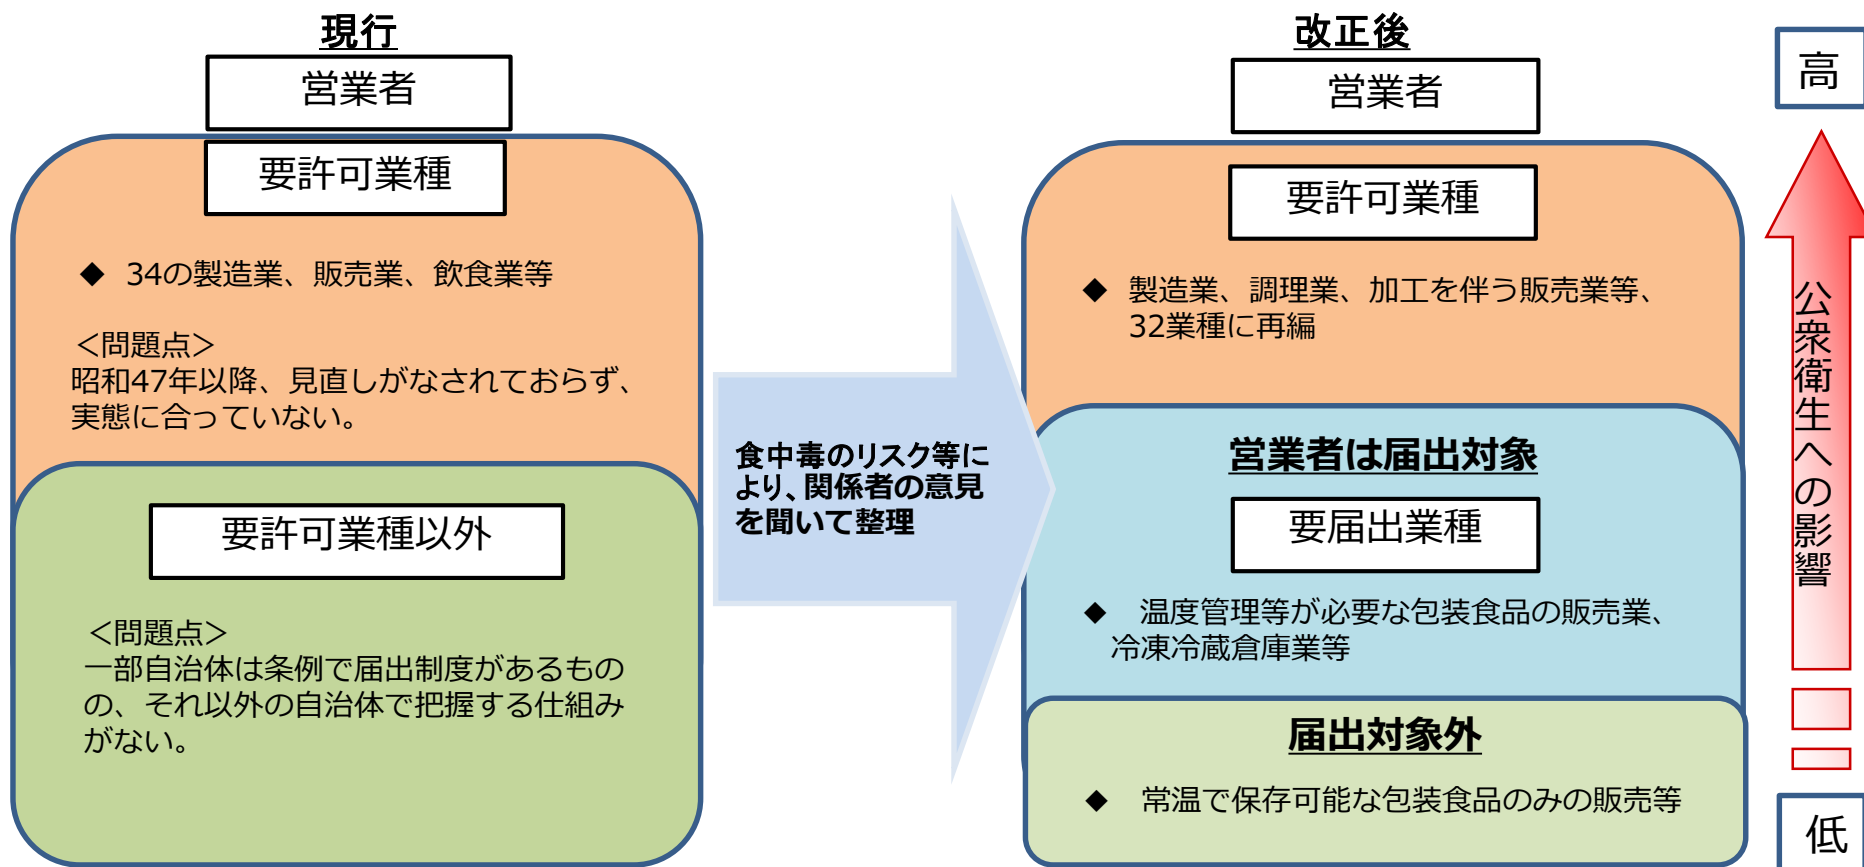 現行
営業者
要許可業種
◆ 34の製造業、販売業、飲食業等
＜問題点＞
昭和47年以降、見直しがなされておらず、
実態に合っていない。
要許可業種以外
＜問題点＞
一部自治体は条例で届出制度があるもの
の、それ以外の自治体で把握する仕組み
がない。
食中毒のリスク等に
より、関係者の意見
を聞いて整理
改正後
営業者
要許可業種
◆ 製造業、調理業、加工を伴う販売業等、
32業種に再編
営業者は届出対象
要届出業種
◆ 温度管理等が必要な包装食品の販売業、
冷凍冷蔵倉庫業等
届出対象外
◆ 常温で保存可能な包装食品のみの販売等
高
公衆衛生への影響
低